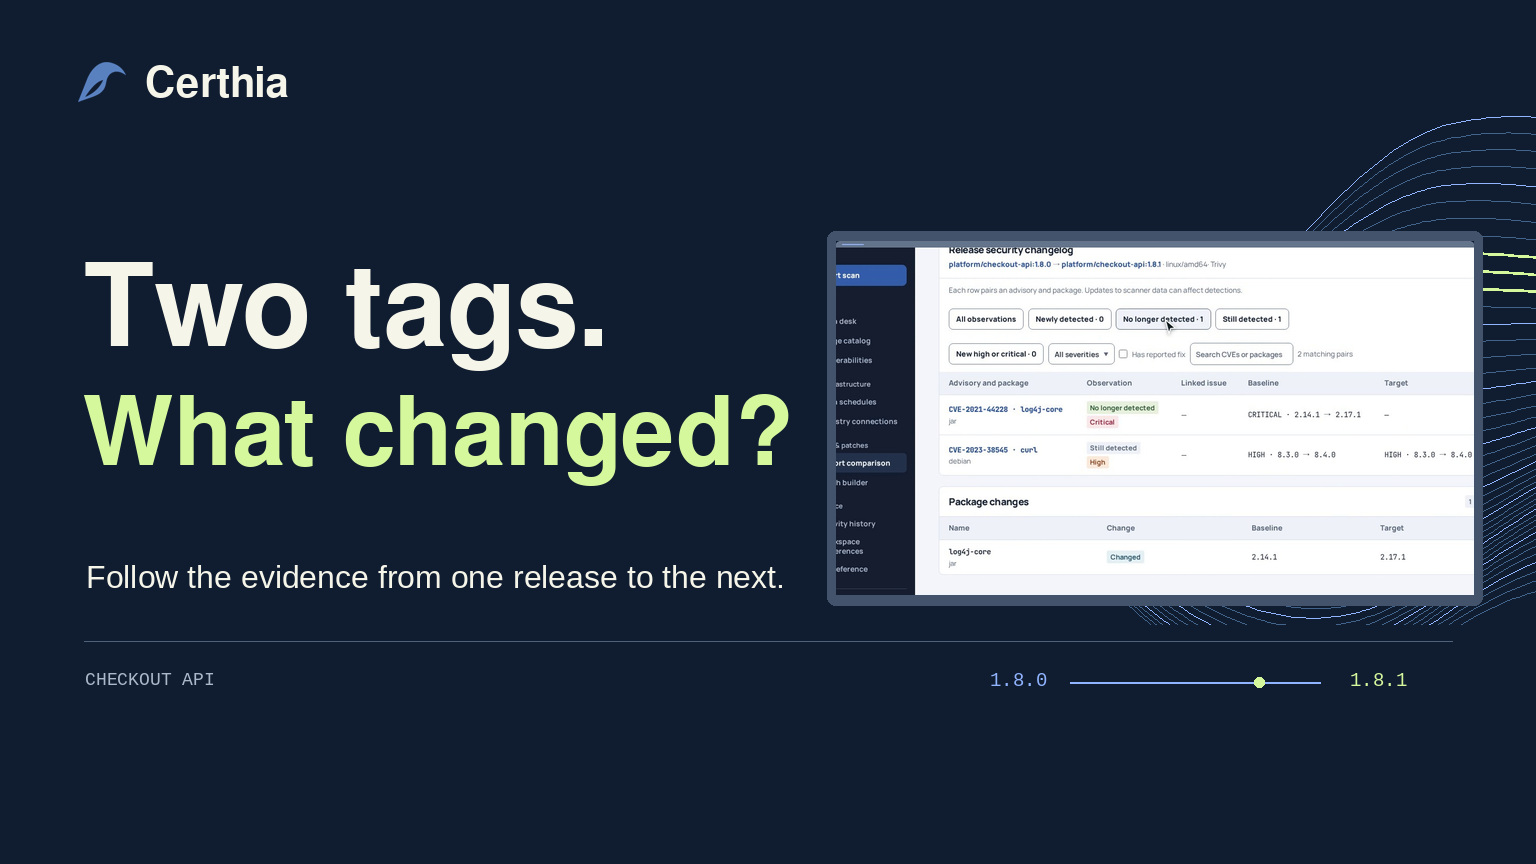 Certhia
Two tags.
What changed?
Follow the evidence from one release to the next.
Release security changelog
platform/checkout-api:1.8.0 → platform/checkout-api:1.8.1 · linux/amd64 · Trivy
Each row pairs an advisory and package. Updates to scanner data can affect detections.
All observations Newly detected · 0 No longer detected · 1 Still detected · 1
New high or critical · 0 All severities ▾ Has reported fix Search CVEs or packages 2 matching pairs
Advisory and package Observation Linked issue Baseline Target
CVE-2021-44228 · log4j-core No longer detected — CRITICAL · 2.14.1 → 2.17.1 —
jar Critical
CVE-2023-38545 · curl Still detected — HIGH · 8.3.0 → 8.4.0 HIGH · 8.3.0 → 8.4.0
debian High
Package changes 1
Name Change Baseline Target
log4j-core Changed 2.14.1 2.17.1
jar
rt scan
desk
ge catalog
erabilities
astructure
schedules
stry connections
& patches
ort comparison
h builder
ce
vity history
kspace
erences
eference
CHECKOUT API 1.8.0 1.8.1